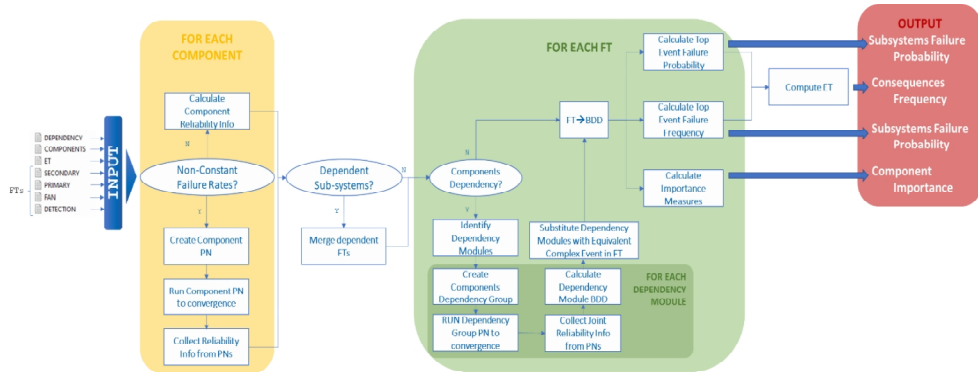 FOR EACH
COMPONENT
Calculate
Component
Reliability Info
N
Non-Constant
Failure Rates?
Y
Create Component
PN
Run Component PN
to convergence
Collect Reliability
Info from PNs
FTs
DEPENDENCY
COMPONENTS
ET
SECONDARY
PRIMARY
FAN
DETECTION
INPUT
Dependent
Sub-systems?
N
Y
Merge dependent
FTs
FOR EACH FT
Components
Dependency?
N
Y
FT→BDD
Identify
Dependency
Modules
Substitute Dependency
Modules with Equivalent
Complex Event in FT
FOR EACH
DEPENDENCY
MODULE
Create
Components
Dependency Group
RUN Dependency
Group PN to
convergence
Collect Joint
Reliability Info
from PNs
Calculate
Dependency
Module BDD
Calculate Top
Event Failure
Probability
Calculate Top
Event Failure
Frequency
Calculate
Importance
Measures
Compute ET
OUTPUT
Subsystems Failure
Probability
Consequences
Frequency
Subsystems Failure
Probability
Component
Importance